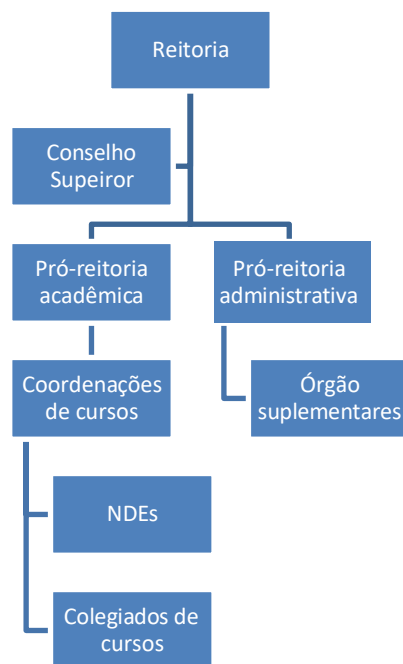 Reitoria
Conselho
Supeiror
Pró-reitoria
acadêmica
Pró-reitoria
administrativa
Coordenações
de cursos
Órgão
suplementares
NDEs
Colegiados de
cursos